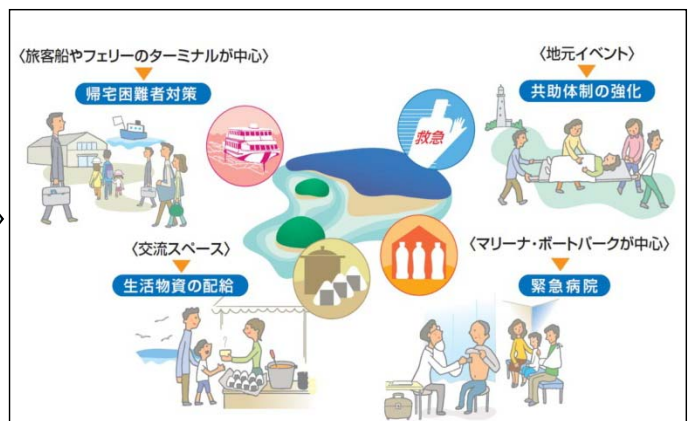 〈旅客船やフェリーのターミナルが中心〉
帰宅困難者対策
〈地元イベント〉
共助体制の強化
救急
〈交流スペース〉
生活物資の配給
〈マリーナ・ボートパークが中心〉
緊急病院